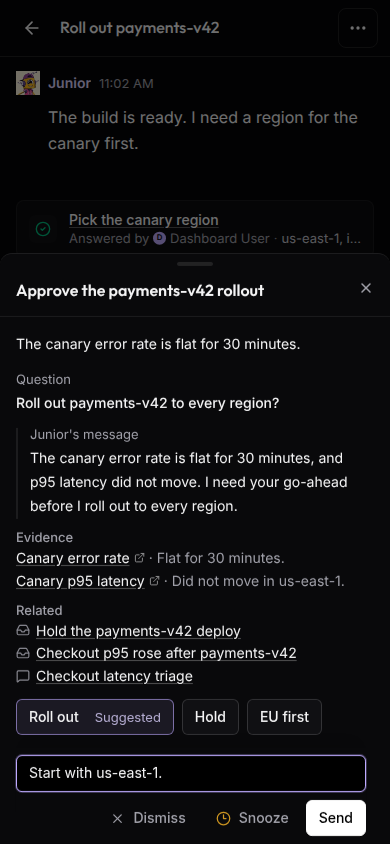 Roll out payments-v42
Junior 11:02 AM
The build is ready. I need a region for the
canary first.
Pick the canary region
Answered by D Dashboard User · us-east-1, i…
Approve the payments-v42 rollout
The canary error rate is flat for 30 minutes.
Question
Roll out payments-v42 to every region?
Junior's message
The canary error rate is flat for 30 minutes, and
p95 latency did not move. I need your go-ahead
before I roll out to every region.
Evidence
Canary error rate · Flat for 30 minutes.
Canary p95 latency · Did not move in us-east-1.
Related
Hold the payments-v42 deploy
Checkout p95 rose after payments-v42
Checkout latency triage
Roll out Suggested Hold EU first
Start with us-east-1.
Dismiss Snooze Send